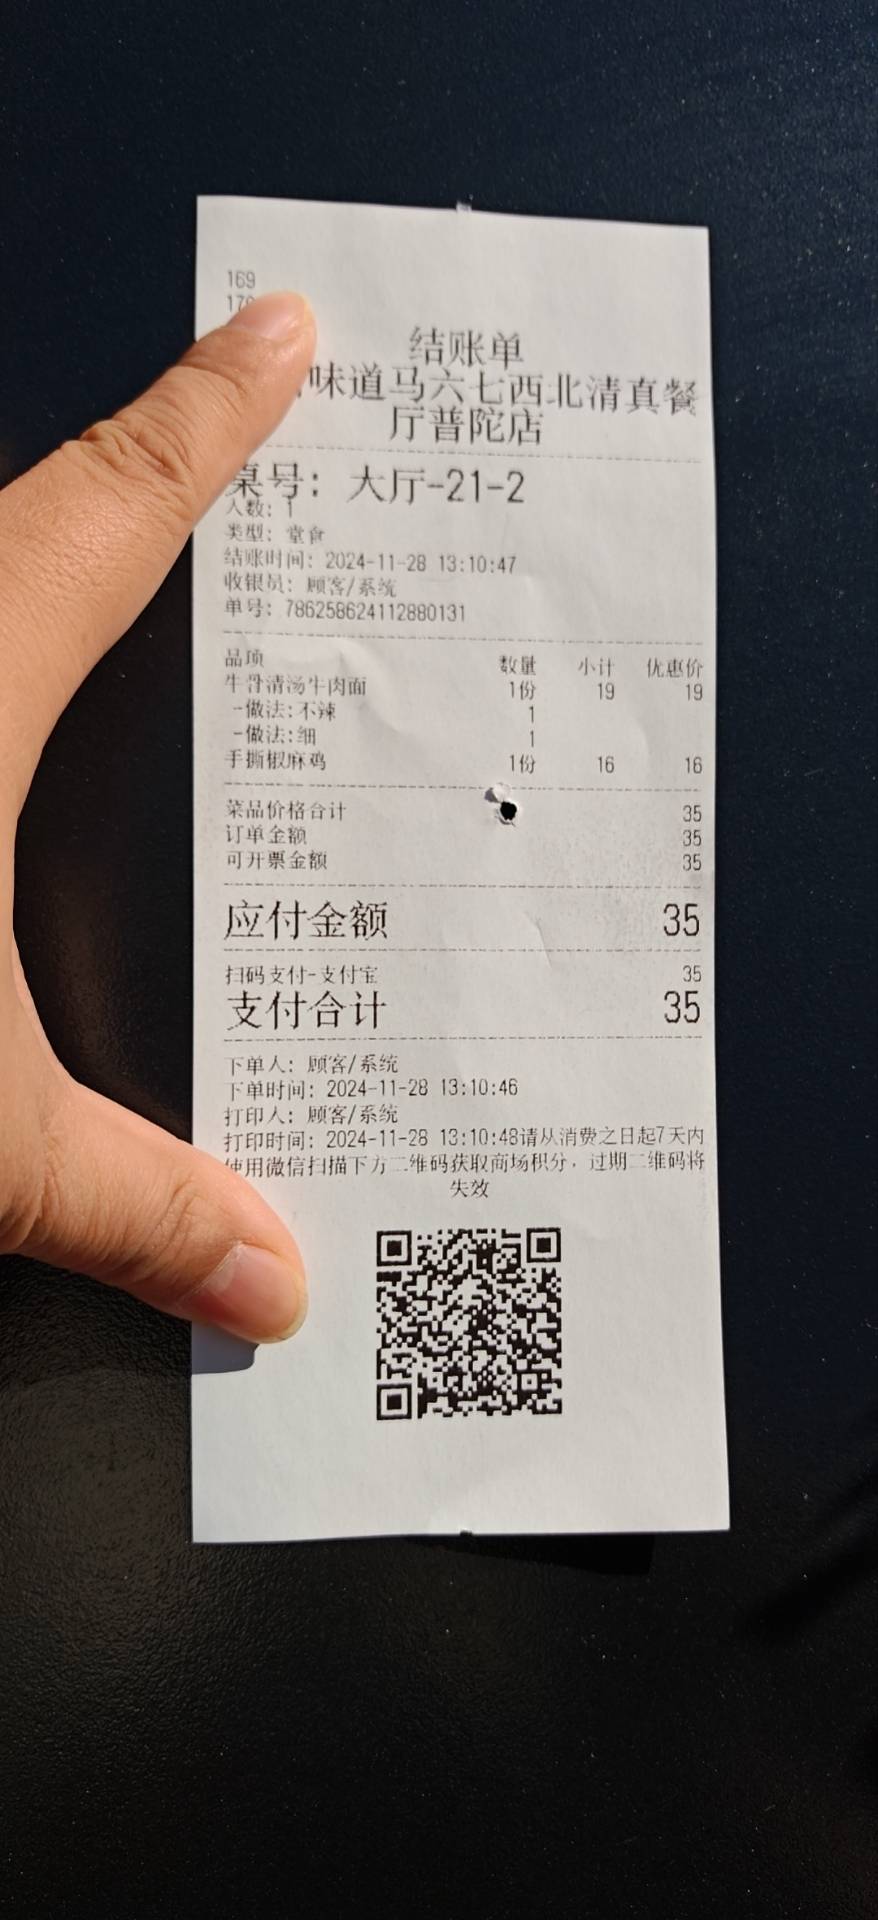 169
结账单
味道马六七西北清真餐
厅普陀店
桌号: 大厅-21-2
人数: 1
类型: 堂食
结账时间: 2024-11-28 13:10:47
收银员: 顾客/系统
单号: 786258624112880131
品项 数量 小计 优惠价
牛骨清汤牛肉面 1份 19 19
-做法:不辣 1
-做法:细 1
手撕椒麻鸡 1份 16 16
菜品价格合计 35
订单金额 35
可开票金额 35
应付金额 35
扫码支付-支付宝 35
支付合计 35
下单人: 顾客/系统
下单时间: 2024-11-28 13:10:46
打印人: 顾客/系统
打印时间: 2024-11-28 13:10:48请从消费之日起7天内
使用微信扫描下方二维码获取商场积分，过期二维码将
失效